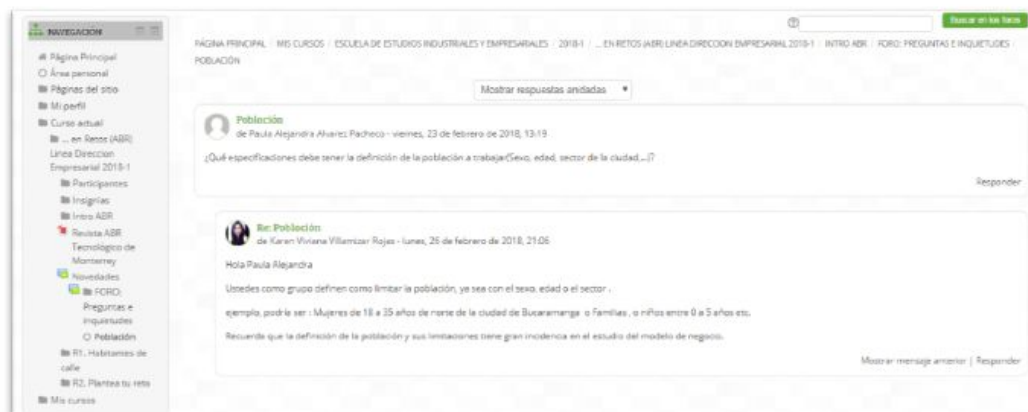 NAVEGACION
Página Principal
Área personal
Páginas del sitio
Mi perfil
Curso actual
... en Retos (ABR)
Linea Direccion
Empresarial 2018-1
Participantes
Insignias
Intro ABR
Revista ABR
Tecnológico de
Monterrey
Novedades
FORO:
Preguntas e
inquietudes
Población
R1. Habitantes de
calle
R2. Plantea tu reto
Mis cursos
Buscar en los foros
PÁGINA PRINCIPAL / MIS CURSOS / ESCUELA DE ESTUDIOS INDUSTRIALES Y EMPRESARIALES / 2018-1 / ... EN RETOS (ABR) LINEA DIRECCION EMPRESARIAL 2018-1 / INTRO ABR / FORO: PREGUNTAS E INQUIETUDES /
POBLACIÓN
Mostrar respuestas anidadas
Población
de Paula Alejandra Alvarez Pacheco - viernes, 23 de febrero de 2018, 13:19
¿Qué especificaciones debe tener la definición de la población a trabajar(Sexo, edad, sector de la ciudad,...)?
Responder
Re: Población
de Karen Viviana Villamizar Rojas - lunes, 26 de febrero de 2018, 21:06
Hola Paula Alejandra
Ustedes como grupo definen como limitar la población, ya sea con el sexo, edad o el sector .
ejemplo, podría ser : Mujeres de 18 a 35 años de norte de la ciudad de Bucaramanga o Familias , o niños entre 0 a 5 años etc.
Recuerda que la definición de la población y sus limitaciones tiene gran incidencia en el estudio del modelo de negocio.
Mostrar mensaje anterior | Responder